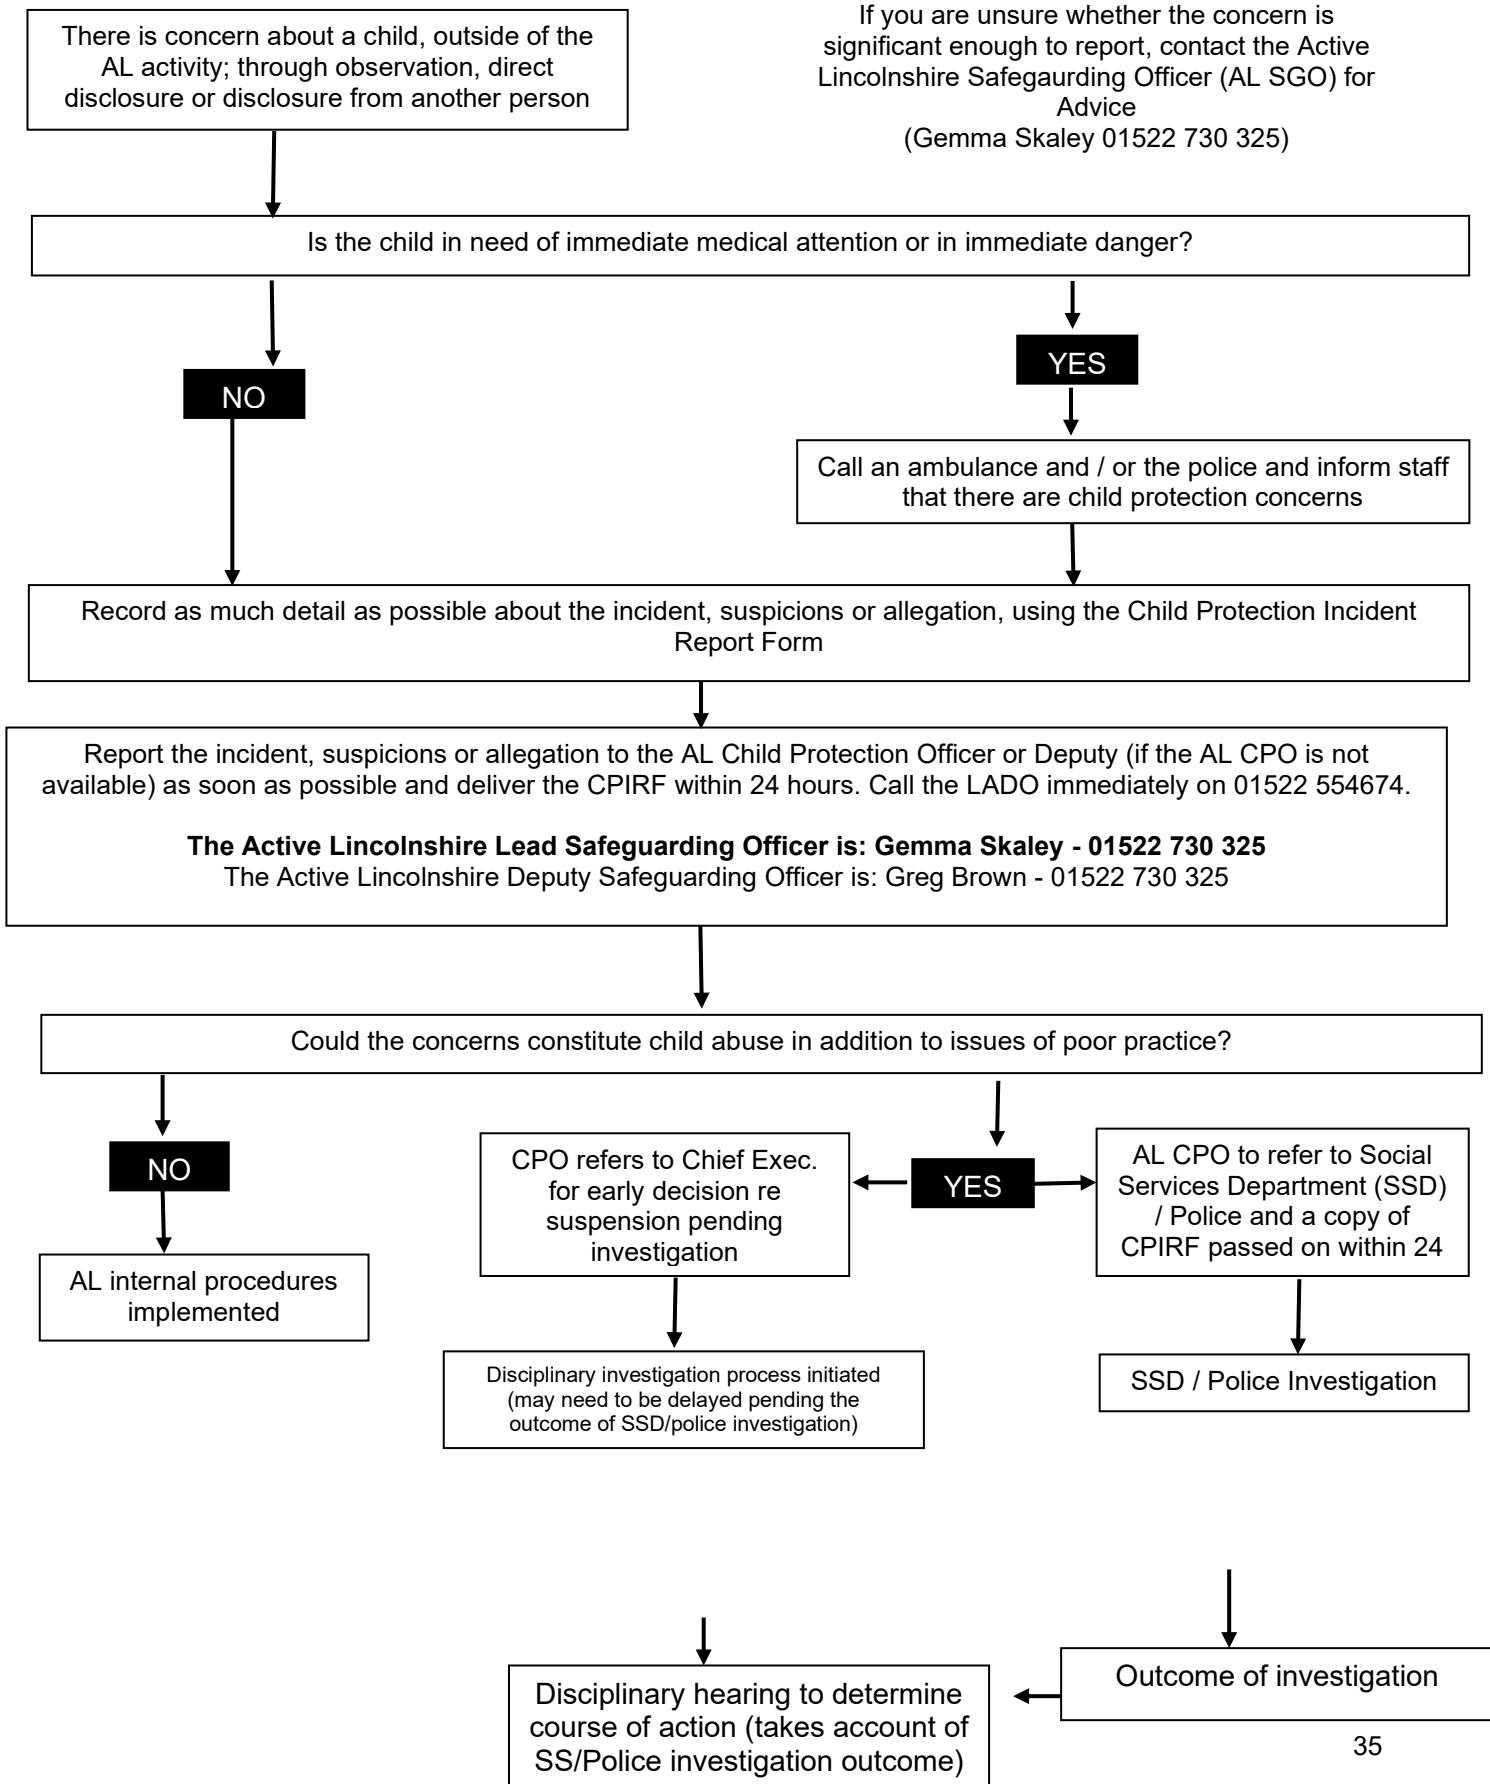 There is concern about a child, outside of the
AL activity; through observation, direct
disclosure or disclosure from another person
If you are unsure whether the concern is
significant enough to report, contact the Active
Lincolnshire Safegaurding Officer (AL SGO) for
Advice
(Gemma Skaley 01522 730 325)
Is the child in need of immediate medical attention or in immediate danger?
NO
YES
Call an ambulance and / or the police and inform staff
that there are child protection concerns
Record as much detail as possible about the incident, suspicions or allegation, using the Child Protection Incident
Report Form
Report the incident, suspicions or allegation to the AL Child Protection Officer or Deputy (if the AL CPO is not
available) as soon as possible and deliver the CPIRF within 24 hours. Call the LADO immediately on 01522 554674.
The Active Lincolnshire Lead Safeguarding Officer is: Gemma Skaley - 01522 730 325
The Active Lincolnshire Deputy Safeguarding Officer is: Greg Brown - 01522 730 325
Could the concerns constitute child abuse in addition to issues of poor practice?
NO
AL internal procedures
implemented
CPO refers to Chief Exec.
for early decision re
suspension pending
investigation
YES
AL CPO to refer to Social
Services Department (SSD)
/ Police and a copy of
CPIRF passed on within 24
Disciplinary investigation process initiated
(may need to be delayed pending the
outcome of SSD/police investigation)
SSD / Police Investigation
Outcome of investigation
Disciplinary hearing to determine
course of action (takes account of
SS/Police investigation outcome)
35